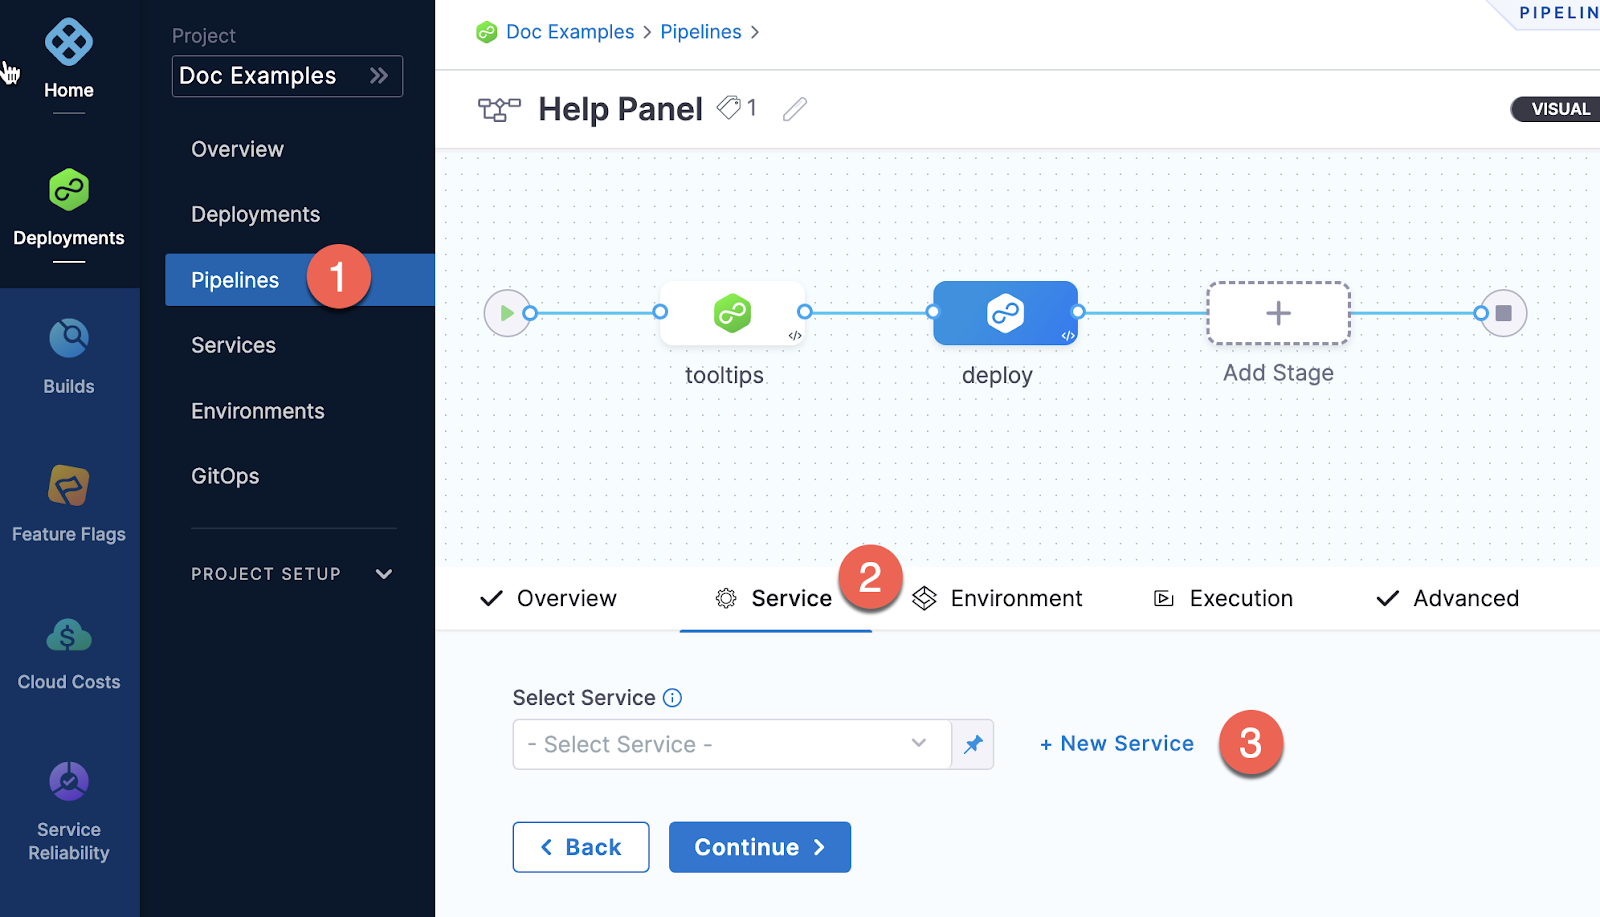 Home
Deployments
Builds
Feature Flags
Cloud Costs
Service
Reliability
Project
Doc Examples
Overview
Deployments
Pipelines 1
Services
Environments
GitOps
PROJECT SETUP
Doc Examples > Pipelines >
PIPELIN
Help Panel 1
VISUAL
</>
</>
+
tooltips
deploy
Add Stage
Overview
Service 2
Environment
Execution
Advanced
Select Service
- Select Service -
+ New Service 3
Back
Continue